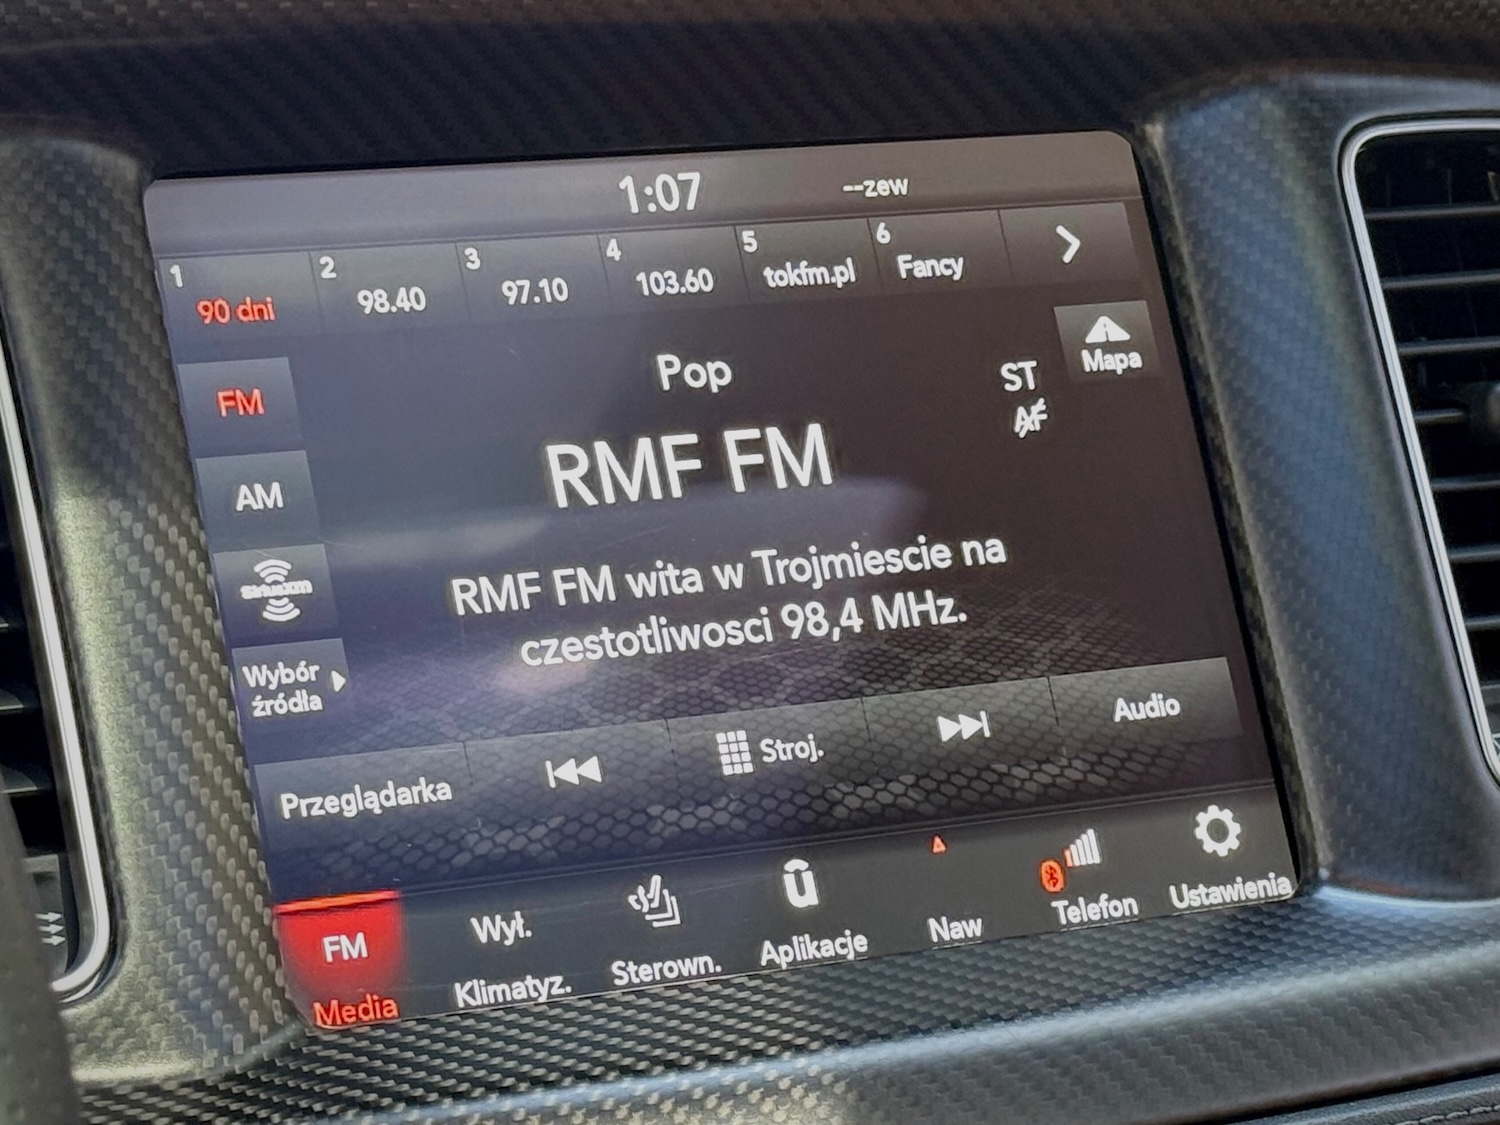 1:07 --zew
1 90 dni
2 98.40
3 97.10
4 103.60
5 tokfm.pl
6 Fancy
Mapa
FM
AM
siriusxm
Wybór
źródła
Pop
ST
AF
RMF FM
RMF FM wita w Trojmiescie na
czestotliwosci 98,4 MHz.
Przeglądarka
Stroj.
Audio
FM
Media
Wył.
Klimatyz.
Sterown.
Aplikacje
Naw
Telefon
Ustawienia